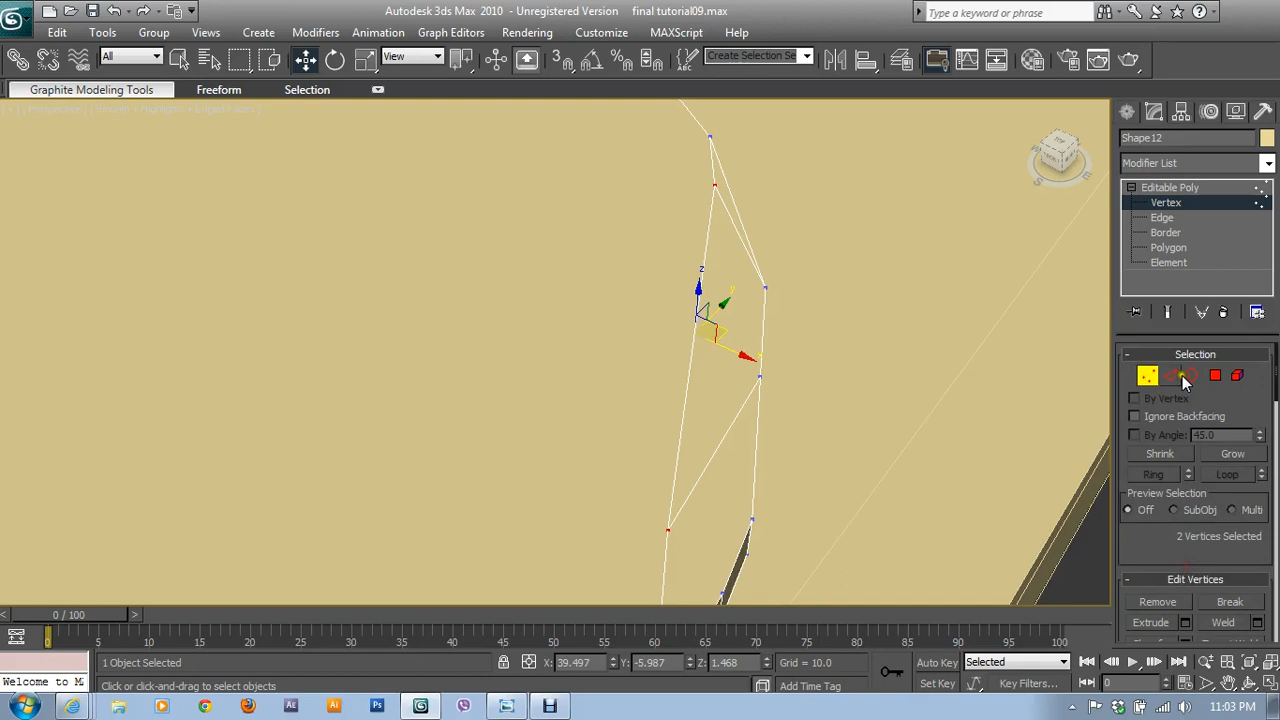 Autodesk 3ds Max 2010 - Unregistered Version final tutorial09.max
Type a keyword or phrase
Edit Tools Group Views Create Modifiers Animation Graph Editors Rendering Customize MAXScript Help
All View Create Selection Se
Graphite Modeling Tools Freeform Selection
TOP
S E
Shape12
Modifier List
Editable Poly
Vertex
Edge
Border
Polygon
Element
z
y
Selection
By Vertex
Ignore Backfacing
By Angle: 45.0
Shrink Grow
Ring Loop
Preview Selection
Off SubObj Multi
2 Vertices Selected
Edit Vertices
Remove Break
Extrude Weld
0 / 100
0 5 10 15 20 25 30 35 40 45 50 55 60 65 70 75 80 85 90 95 100
1 Object Selected X: 39.497 Y: -5.987 Z: 1.468 Grid = 10.0 Auto Key Selected
Welcome to M Click or click-and-drag to select objects Add Time Tag Set Key Key Filters... 0
11:03 PM